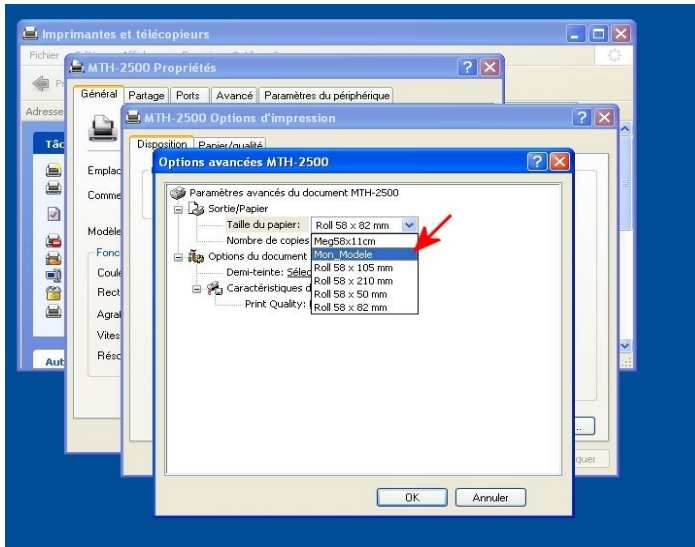 Imprimantes et télécopieurs
Fichier
MTH-2500 Propriétés
Adresse
Général Partage Ports Avancé Paramètres du périphérique
MTH-2500 Options d'impression
Disposition Papier/qualité
Options avancées MTH-2500
Paramètres avancés du document MTH-2500
Sortie/Papier
Taille du papier: Roll 58 x 82 mm
Nombre de copies
Meg58x11cm
Mon_Modele
Options du document
Roll 58 x 105 mm
Demi-teinte:
Roll 58 x 210 mm
Caractéristiques d
Roll 58 x 50 mm
Print Quality:
Roll 58 x 82 mm
Tâc
Emplac
Comme
Modèle
Fonc
Coule
Rect
Agraf
Vites
Réso
Aut
...
quer
OK Annuler